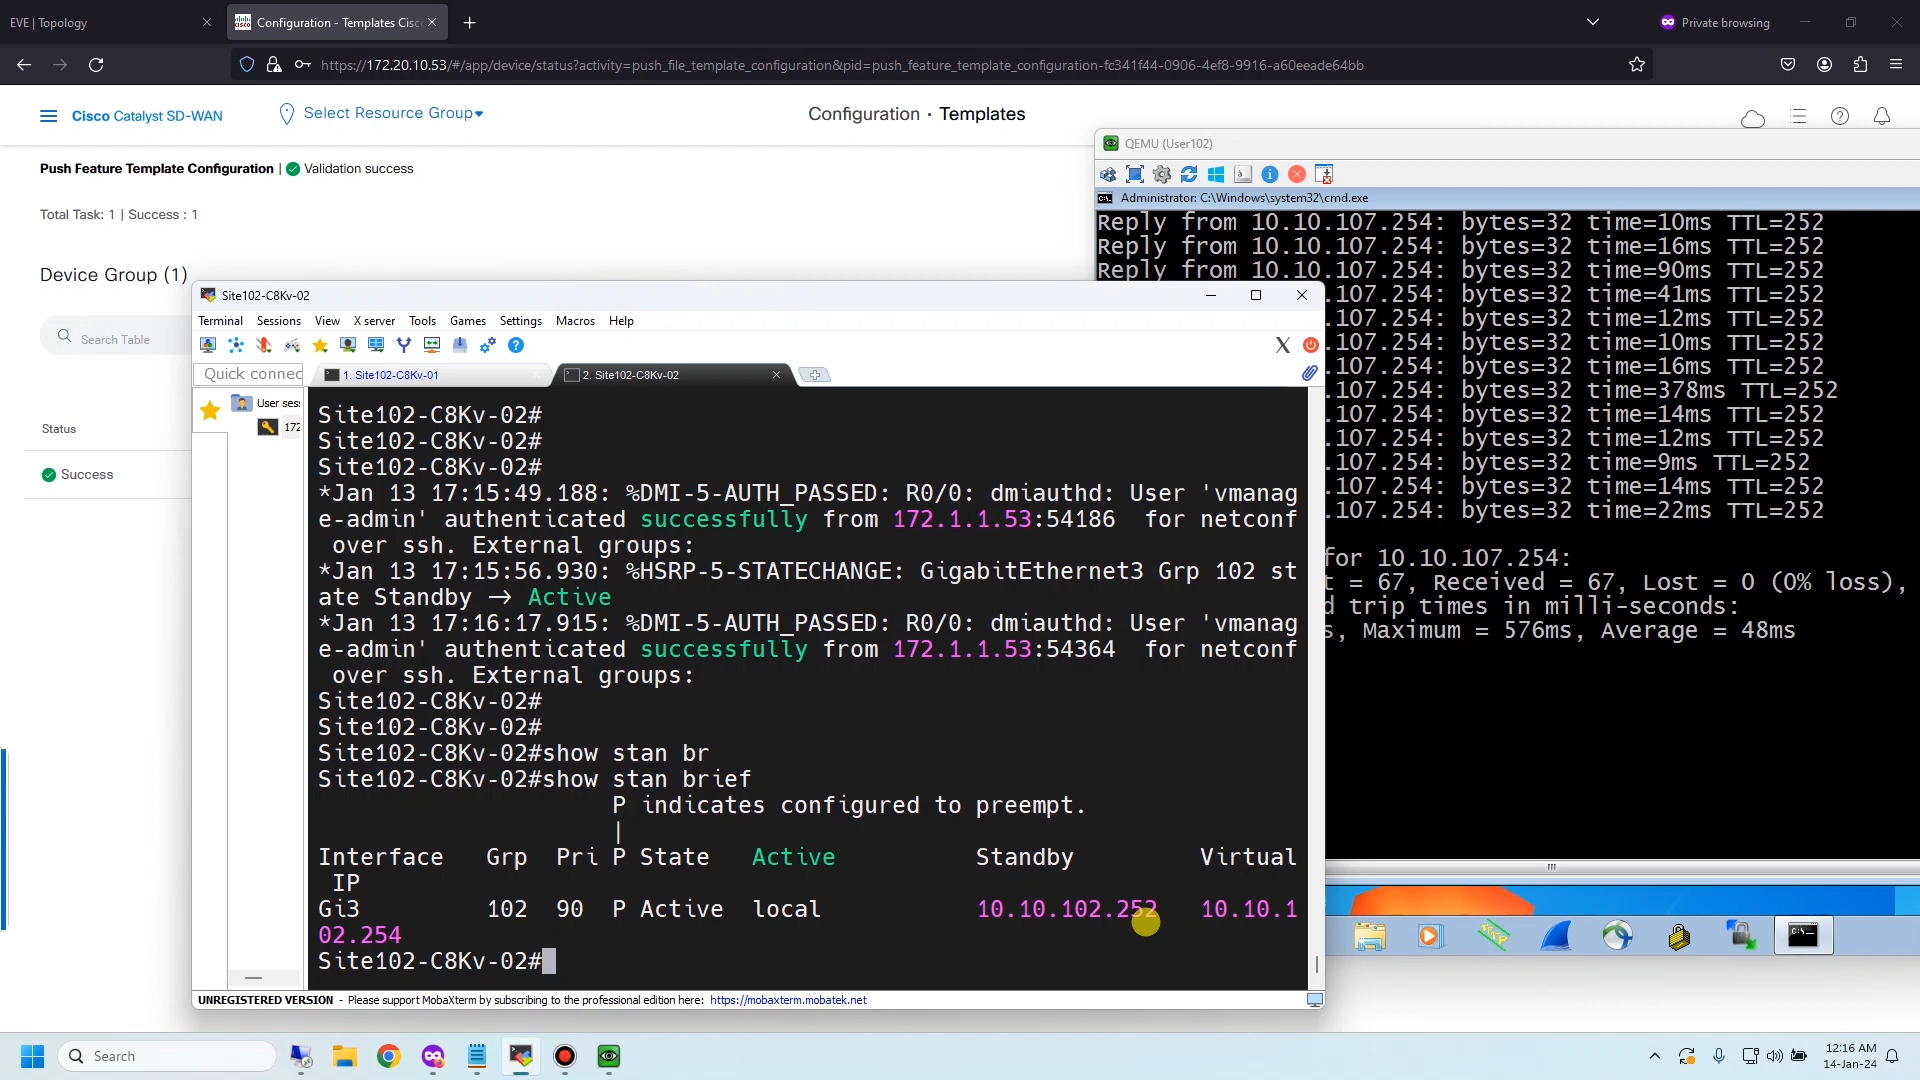 EVE | Topology
Configuration - Templates Cisc
Private browsing
https://172.20.10.53/#/app/device/status?activity=push_file_template_configuration&pid=push_feature_template_configuration-fc341f44-0906-4ef8-9916-a60eeade64bb
Cisco Catalyst SD-WAN
Select Resource Group▾
Configuration · Templates
Push Feature Template Configuration | Validation success
Total Task: 1 | Success : 1
Device Group (1)
Search Table
Status
Success
QEMU (User102)
Administrator: C:\Windows\system32\cmd.exe
Reply from 10.10.107.254: bytes=32 time=10ms TTL=252
Reply from 10.10.107.254: bytes=32 time=16ms TTL=252
Reply from 10.10.107.254: bytes=32 time=90ms TTL=252
.107.254: bytes=32 time=41ms TTL=252
.107.254: bytes=32 time=12ms TTL=252
.107.254: bytes=32 time=10ms TTL=252
.107.254: bytes=32 time=16ms TTL=252
.107.254: bytes=32 time=378ms TTL=252
.107.254: bytes=32 time=14ms TTL=252
.107.254: bytes=32 time=12ms TTL=252
.107.254: bytes=32 time=9ms TTL=252
.107.254: bytes=32 time=14ms TTL=252
.107.254: bytes=32 time=22ms TTL=252
for 10.10.107.254:
t = 67, Received = 67, Lost = 0 (0% loss),
d trip times in milli-seconds:
s, Maximum = 576ms, Average = 48ms
Site102-C8Kv-02
Terminal Sessions View X server Tools Games Settings Macros Help
Quick connec
1. Site102-C8Kv-01
2. Site102-C8Kv-02
User ses
172
Site102-C8Kv-02#
Site102-C8Kv-02#
Site102-C8Kv-02#
*Jan 13 17:15:49.188: %DMI-5-AUTH_PASSED: R0/0: dmiauthd: User 'vmanag
e-admin' authenticated successfully from 172.1.1.53:54186  for netconf
over ssh. External groups:
*Jan 13 17:15:56.930: %HSRP-5-STATECHANGE: GigabitEthernet3 Grp 102 st
ate Standby -> Active
*Jan 13 17:16:17.915: %DMI-5-AUTH_PASSED: R0/0: dmiauthd: User 'vmanag
e-admin' authenticated successfully from 172.1.1.53:54364  for netconf
over ssh. External groups:
Site102-C8Kv-02#
Site102-C8Kv-02#
Site102-C8Kv-02#show stan br
Site102-C8Kv-02#show stan brief
P indicates configured to preempt.
|
Interface   Grp  Pri P State   Active          Standby         Virtual
IP
Gi3         102  90  P Active  local           10.10.102.252   10.10.1
02.254
Site102-C8Kv-02#
UNREGISTERED VERSION - Please support MobaXterm by subscribing to the professional edition here: https://mobaxterm.mobatek.net
Search
12:16 AM
14-Jan-24